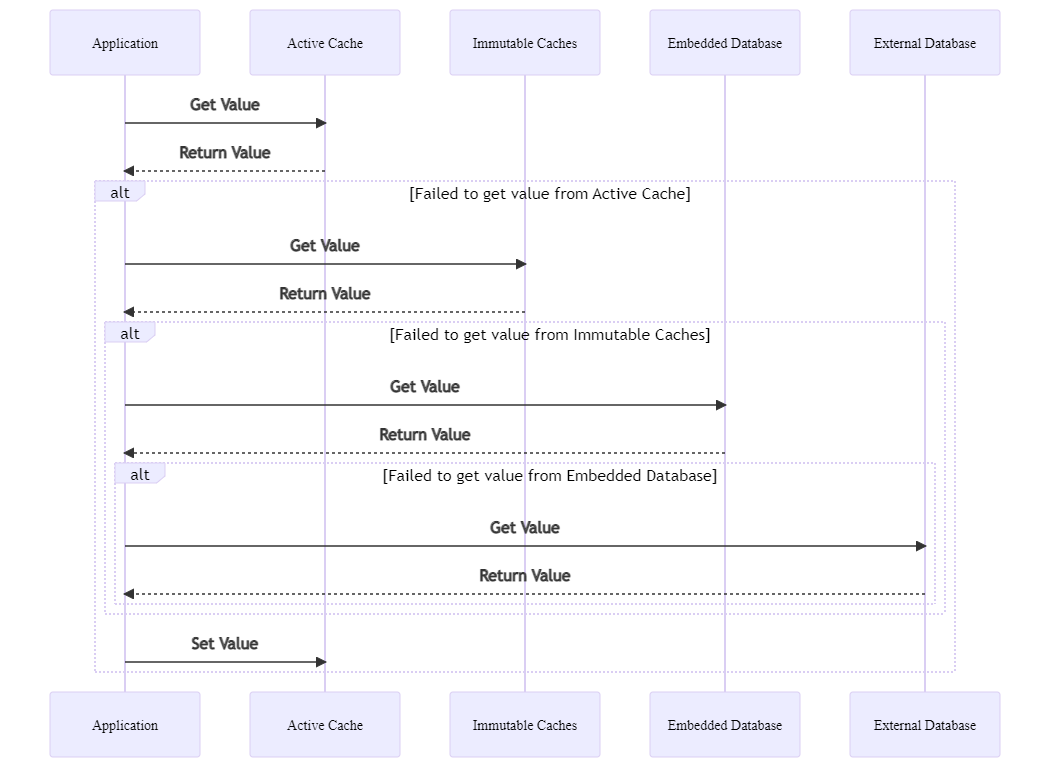 Application
Active Cache
Immutable Caches
Embedded Database
External Database
Get Value
Return Value
alt
[Failed to get value from Active Cache]
Get Value
Return Value
alt
[Failed to get value from Immutable Caches]
Get Value
Return Value
alt
[Failed to get value from Embedded Database]
Get Value
Return Value
Set Value
Application
Active Cache
Immutable Caches
Embedded Database
External Database